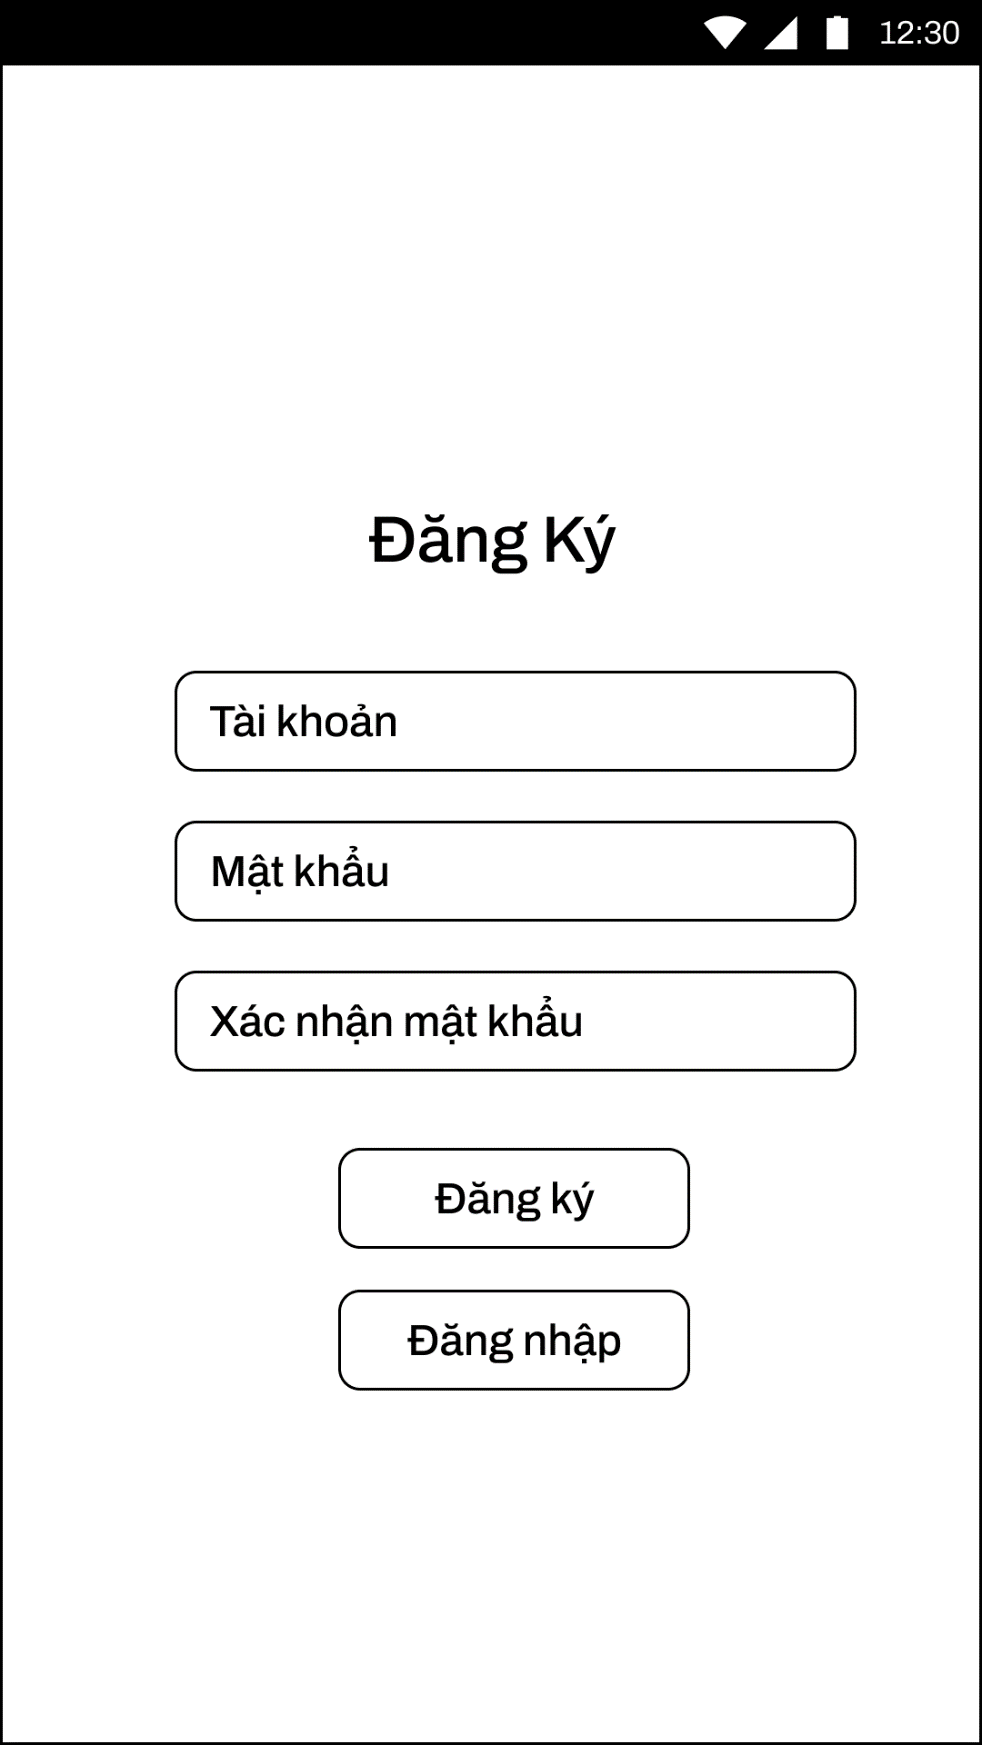 12:30
Đăng Ký
Tài khoản
Mật khẩu
Xác nhận mật khẩu
Đăng ký
Đăng nhập